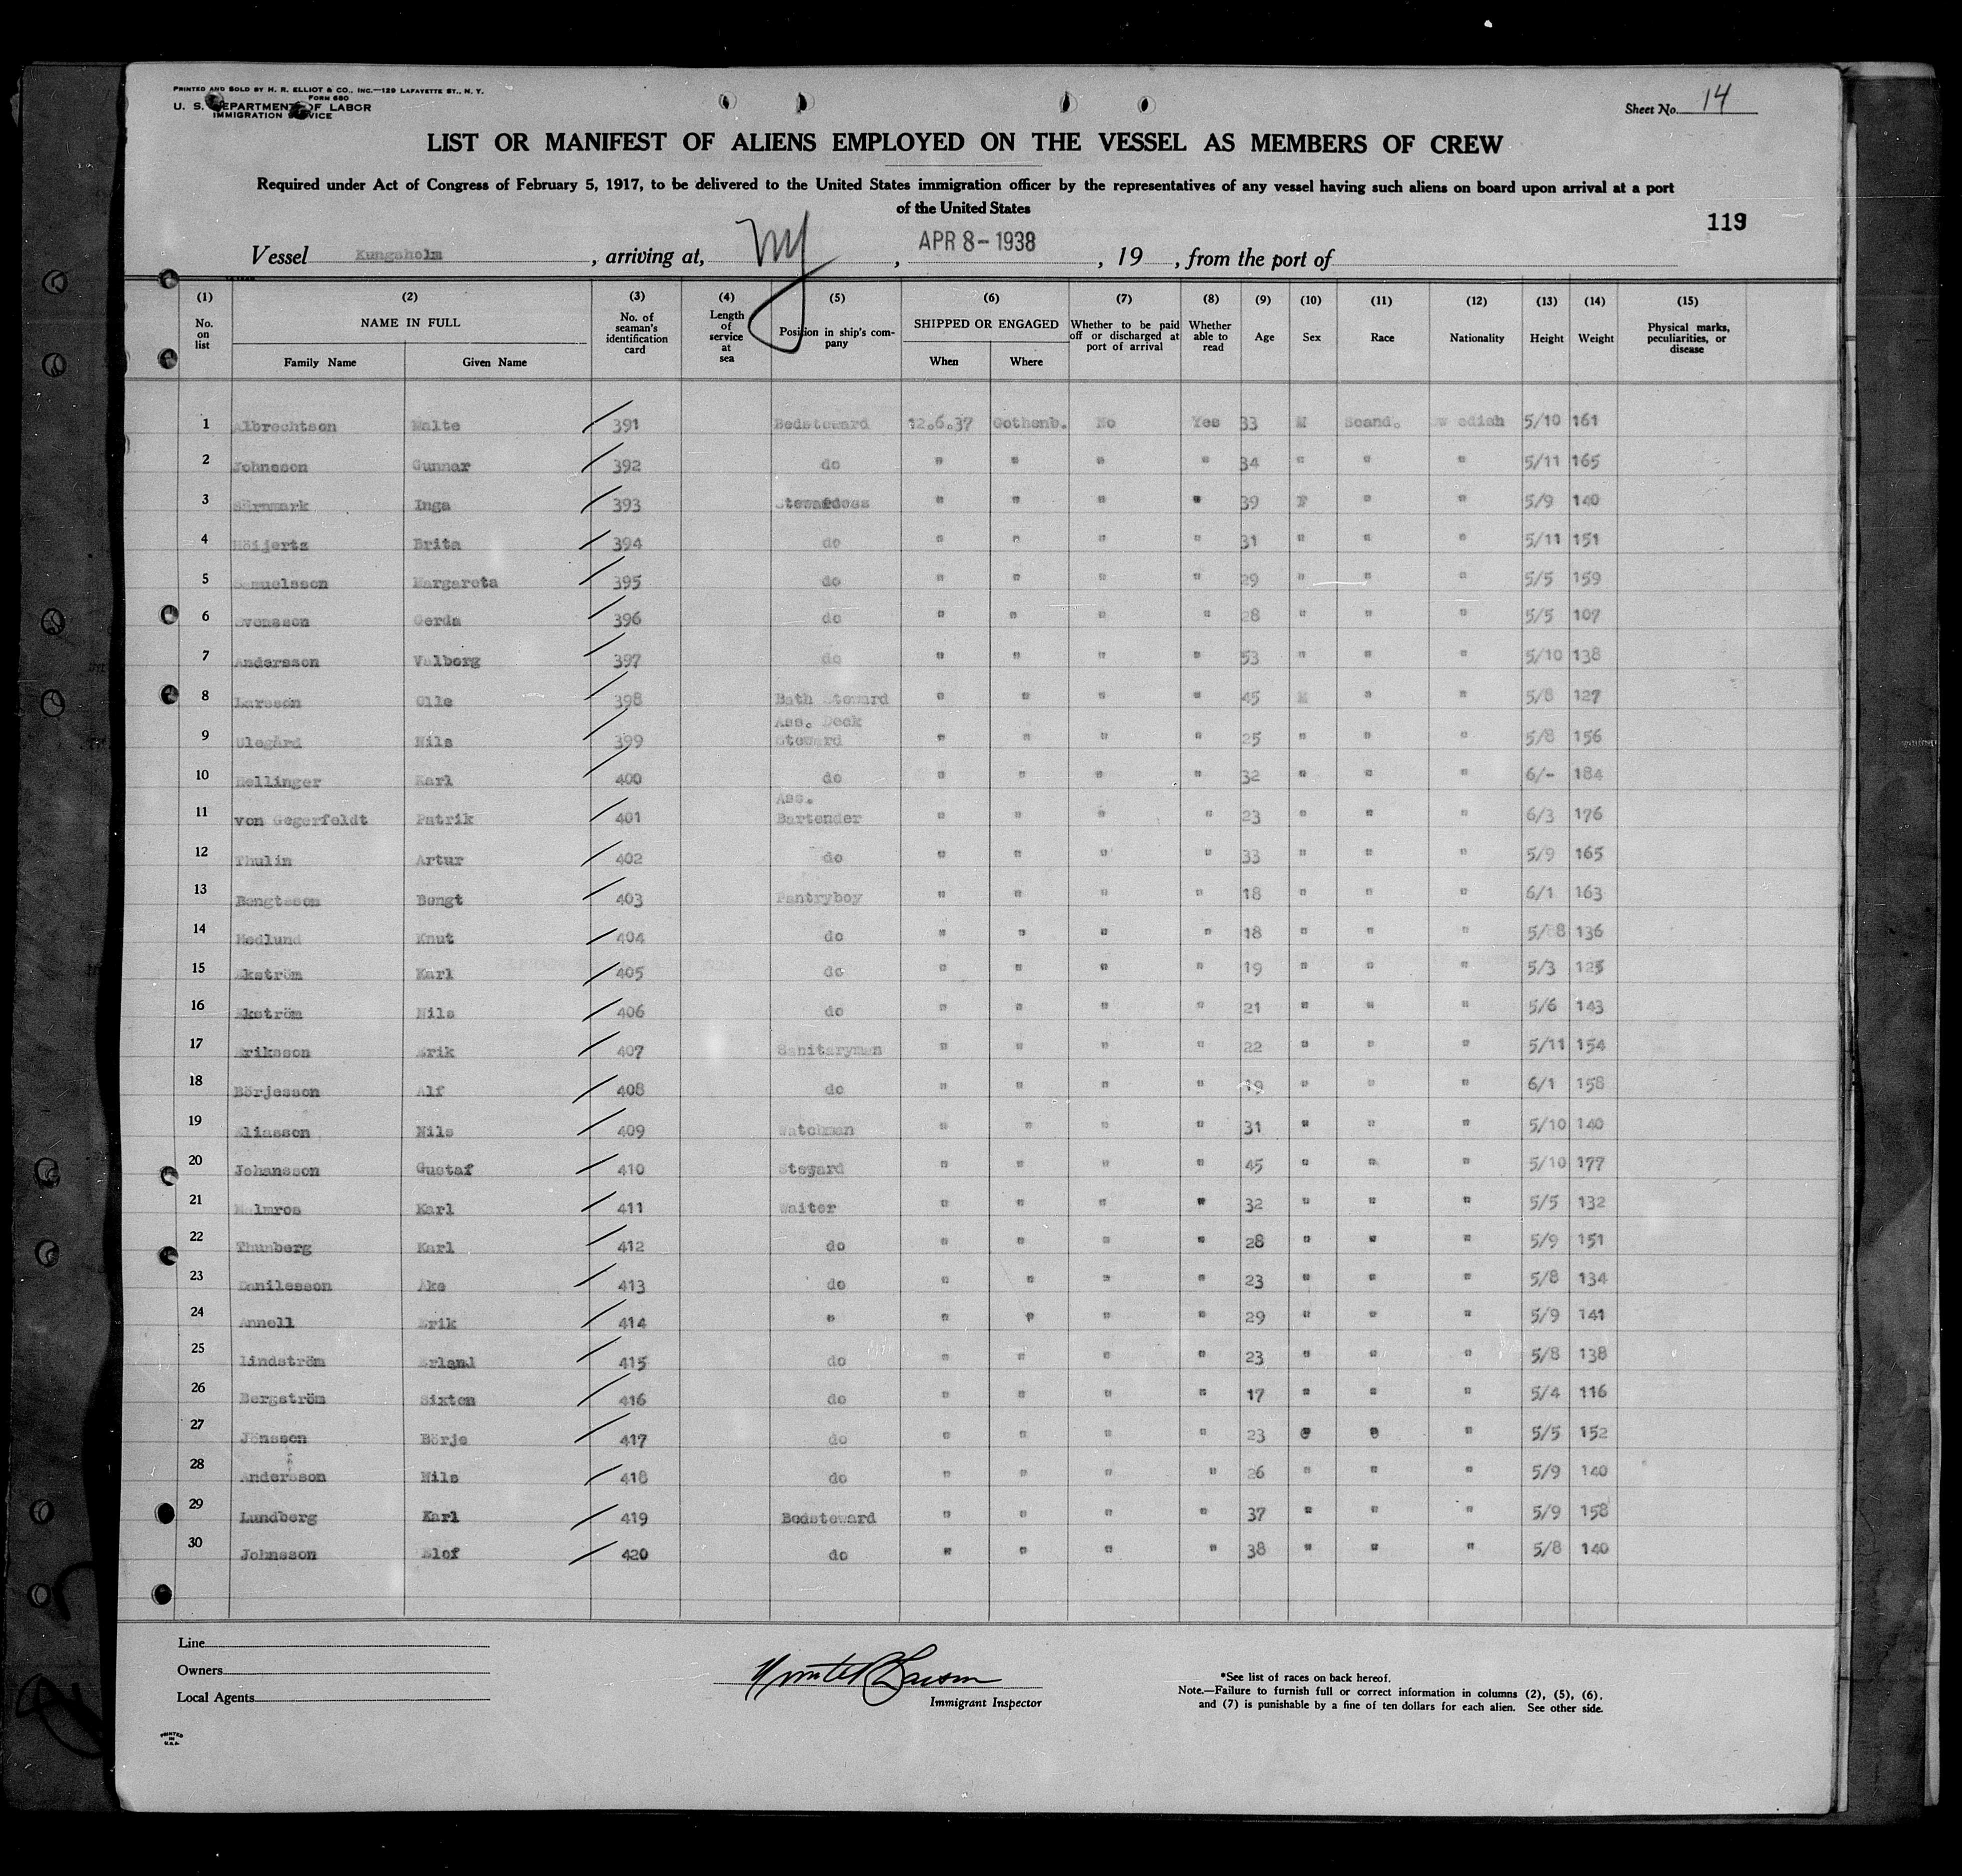 PRINTED AND SOLD BY H. R. ELLIOT & CO., INC.—129 LAFAYETTE ST., N. Y.
FORM 680
U. S. DEPARTMENT OF LABOR
IMMIGRATION SERVICE
Sheet No. 14
LIST OR MANIFEST OF ALIENS EMPLOYED ON THE VESSEL AS MEMBERS OF CREW
Required under Act of Congress of February 5, 1917, to be delivered to the United States immigration officer by the representatives of any vessel having such aliens on board upon arrival at a port
of the United States
119
Vessel Kungsholm, arriving at, NY, APR 8-1938, 19, from the port of
(1) (2) (3) (4) (5) (6) (7) (8) (9) (10) (11) (12) (13) (14) (15)
No. on list NAME IN FULL Family Name Given Name No. of seaman's identification card Length of service at sea Position in ship's company SHIPPED OR ENGAGED When Where Whether to be paid off or discharged at port of arrival Whether able to read Age Sex Race Nationality Height Weight Physical marks, peculiarities, or disease
1 Albrechtson Malte 391 Bedsteward 12.6.37 Gothenb. No Yes 33 M Scand. Swedish 5/10 161
2 Johnsson Gunnar 392 do " " " " 34 " " " 5/11 165
3 Inga 393 Stewardess " " " " 39 F " " 5/9 140
4 Höijertz Brita 394 do " " " " 31 " " " 5/11 151
5 Samuelsson Margareta 395 do " " " " 29 " " " 5/5 159
6 Svensson Gerda 396 do " " " " 28 " " " 5/5 107
7 Andersson Valborg 397 do " " " " 53 " " " 5/10 138
8 Larsson Olle 398 Bath Steward " " " " 45 M " " 5/8 127
9 Ulegård Nils 399 Ass. Deck Steward " " " " 25 " " " 5/8 156
10 Hellinger Karl 400 do " " " " 32 " " " 6/- 184
11 von Gegerfeldt Patrik 401 Ass. Bartender " " " " 23 " " " 6/3 176
12 Thulin Artur 402 do " " " " 33 " " " 5/9 165
13 Bengtsson Bengt 403 Pantryboy " " " " 18 " " " 6/1 163
14 Hedlund Knut 404 do " " " " 18 " " " 5/8 136
15 Ekström Karl 405 do " " " " 19 " " " 5/3 125
16 Ekström Nils 406 do " " " " 21 " " " 5/6 143
17 Eriksson Erik 407 Sanitaryman " " " " 22 " " " 5/11 154
18 Börjesson Alf 408 do " " " " 19 " " " 6/1 158
19 Eliasson Nils 409 Watchman " " " " 31 " " " 5/10 140
20 Johansson Gustaf 410 Steyard " " " " 45 " " " 5/10 177
21 Malmros Karl 411 Waiter " " " " 32 " " " 5/5 132
22 Thunberg Karl 412 do " " " " 28 " " " 5/9 151
23 Danilesson Åke 413 do " " " " 23 " " " 5/8 134
24 Annell Erik 414 " " " " " 29 " " " 5/9 141
25 lindström Erland 415 do " " " " 23 " " " 5/8 138
26 Bergström Sixten 416 do " " " " 17 " " " 5/4 116
27 Jönsson Börje 417 do " " " " 23 " " " 5/5 152
28 Andersson Nils 418 do " " " " 26 " " " 5/9 140
29 Lundberg Karl 419 Bedsteward " " " " 37 " " " 5/9 158
30 Johnsson Elof 420 do " " " " 38 " " " 5/8 140
Line
Owners
Local Agents
Immigrant Inspector
*See list of races on back hereof.
Note.—Failure to furnish full or correct information in columns (2), (5), (6),
and (7) is punishable by a fine of ten dollars for each alien. See other side.
PRINTED
IN
U.S.A.